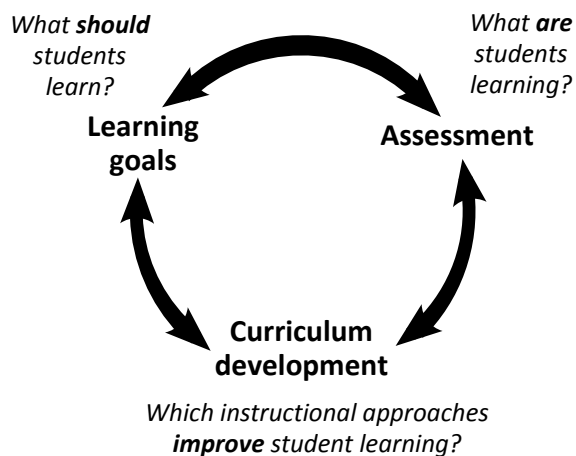 What should
students
learn?
Learning
goals
What are
students
learning?
Assessment
Curriculum
development
Which instructional approaches
improve student learning?